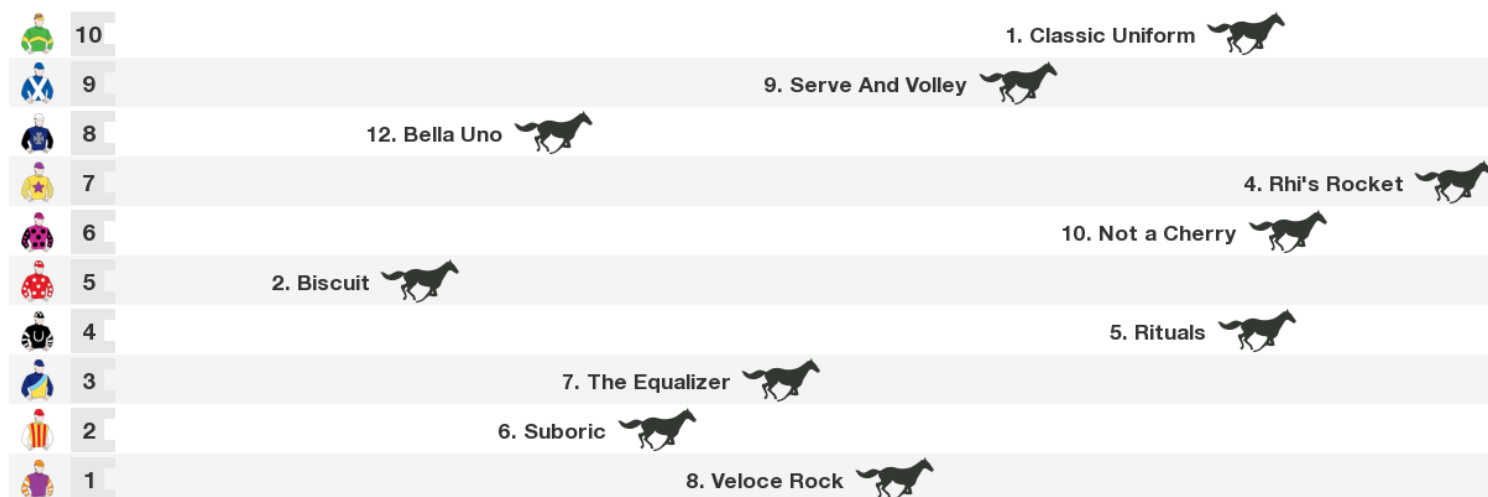 10 1. Classic Uniform
9 9. Serve And Volley
8 12. Bella Uno
7 4. Rhi's Rocket
6 10. Not a Cherry
5 2. Biscuit
4 5. Rituals
3 7. The Equalizer
2 6. Suboric
1 8. Veloce Rock